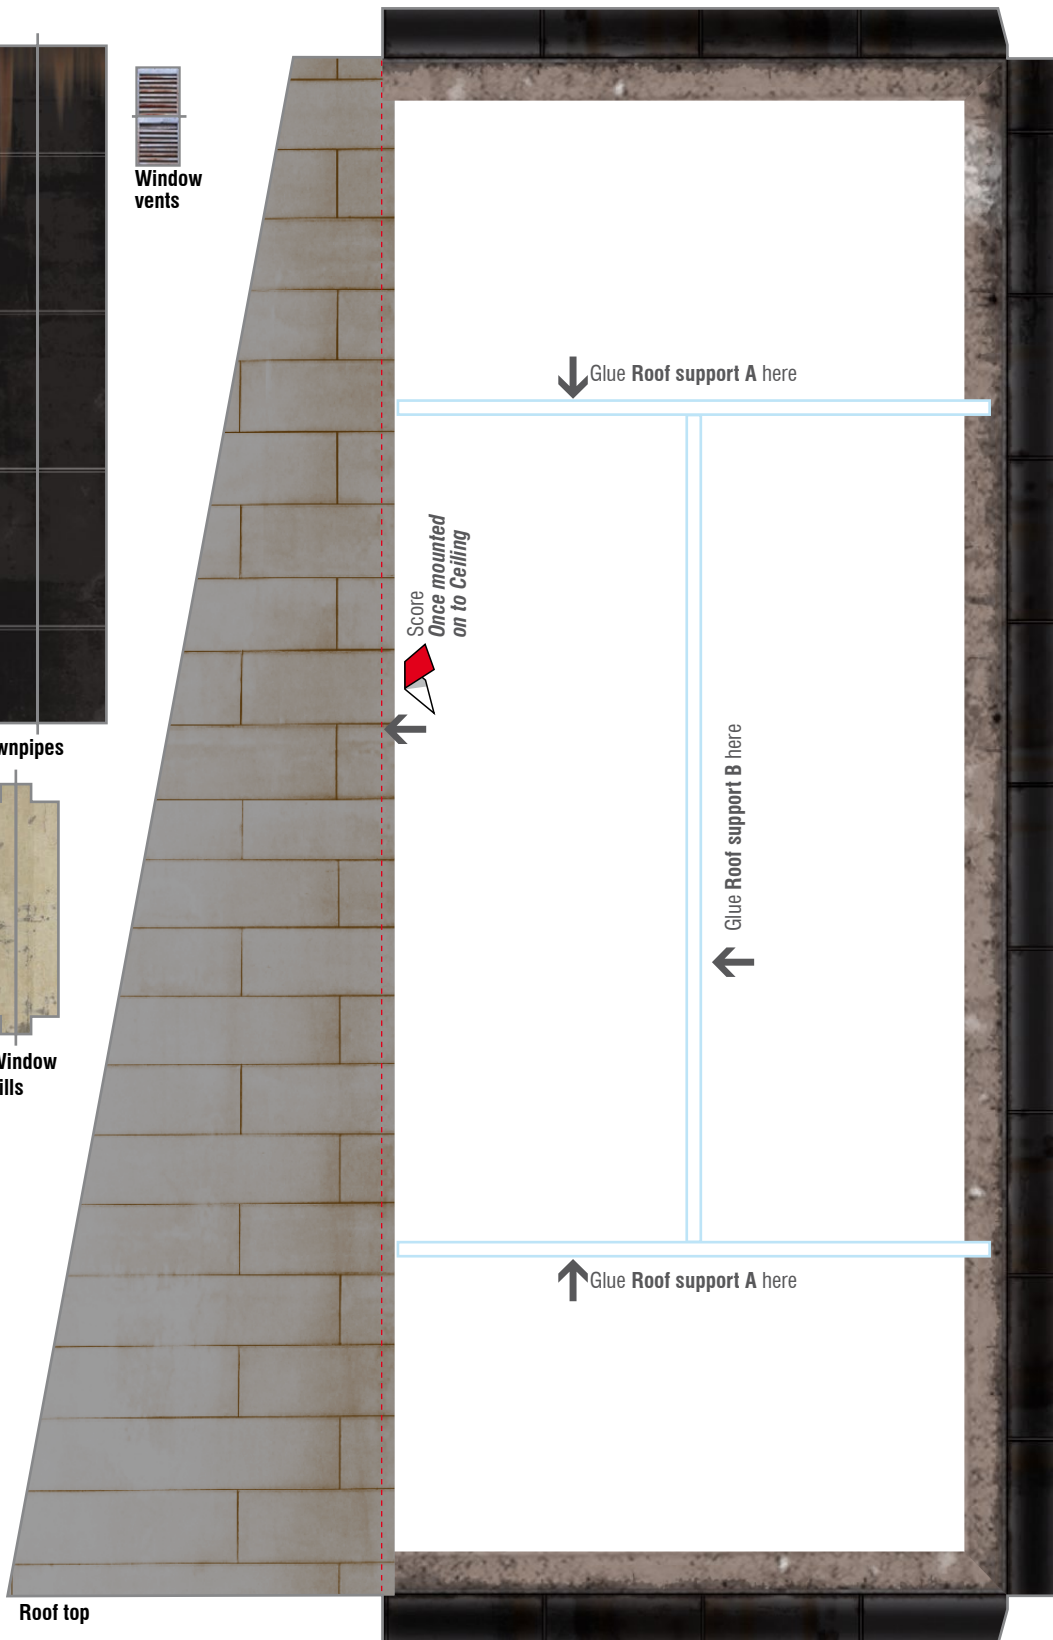 Window
vents
Glue Roof support A here
Score
Once mounted
on to Ceiling
Glue Roof support B here
wnpipes
Window
ills
Glue Roof support A here
Roof top